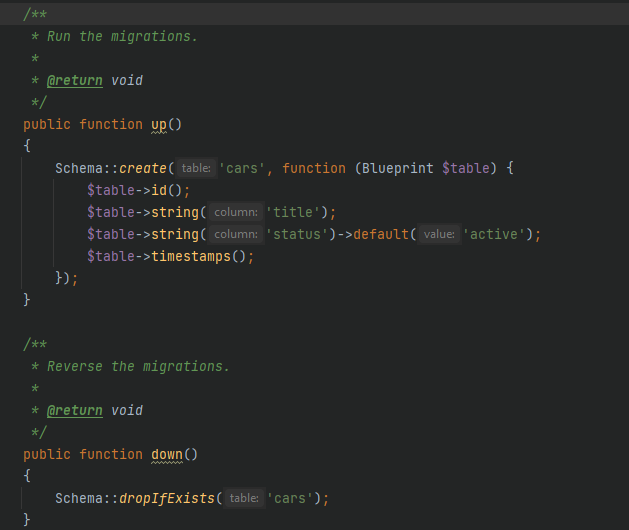 /**
 * Run the migrations.
 *
 * @return void
 */
public function up()
{
    Schema::create( table: 'cars', function (Blueprint $table) {
        $table->id();
        $table->string( column: 'title');
        $table->string( column: 'status')->default( value: 'active');
        $table->timestamps();
    });
}

/**
 * Reverse the migrations.
 *
 * @return void
 */
public function down()
{
    Schema::dropIfExists( table: 'cars');
}